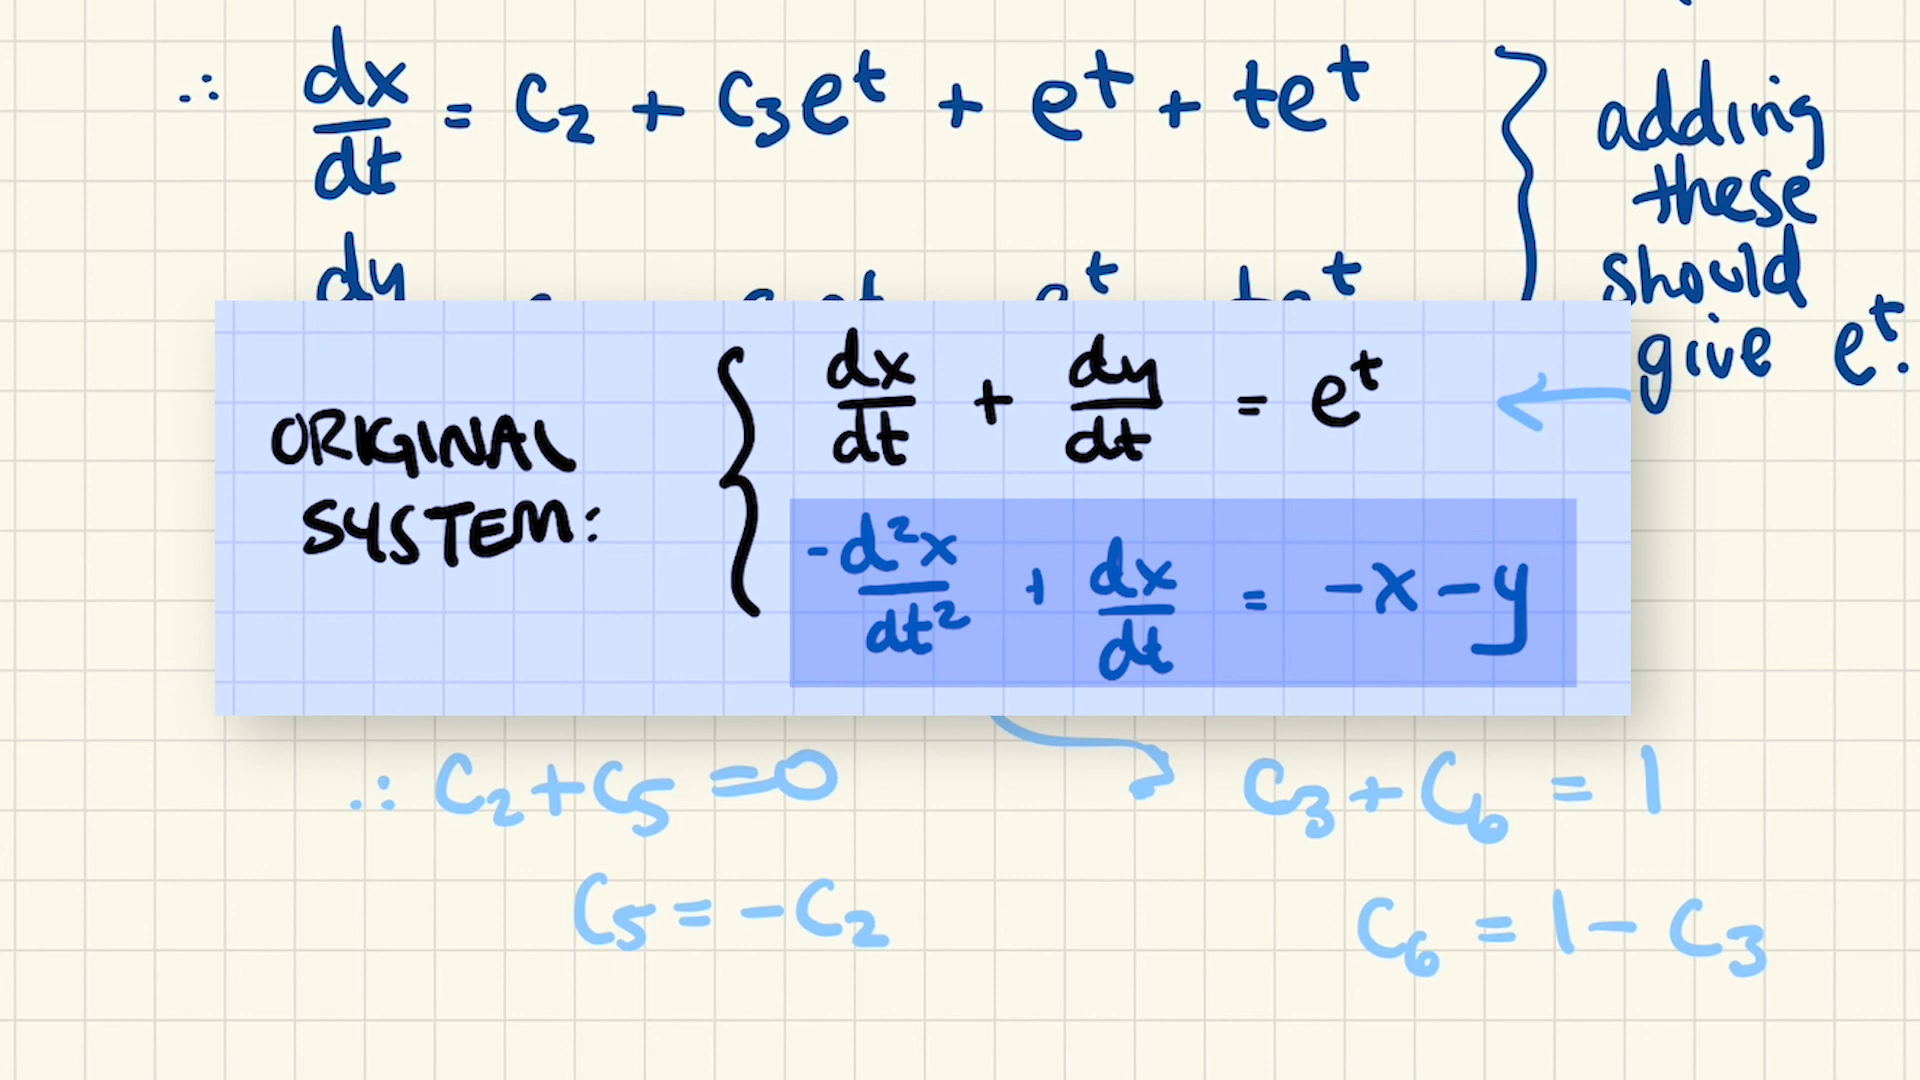 ∴ dx/dt = c₂ + c₃eᵗ + eᵗ + teᵗ
adding
these
should
give eᵗ.
dy
ORIGINAL
SYSTEM:
dx/dt + dy/dt = eᵗ
-d²x/dt² + dx/dt = -x-y
∴ C₂+C₅ =0
C₃+C₆ = 1
C₅ = -C₂
C₆ = 1- C₃